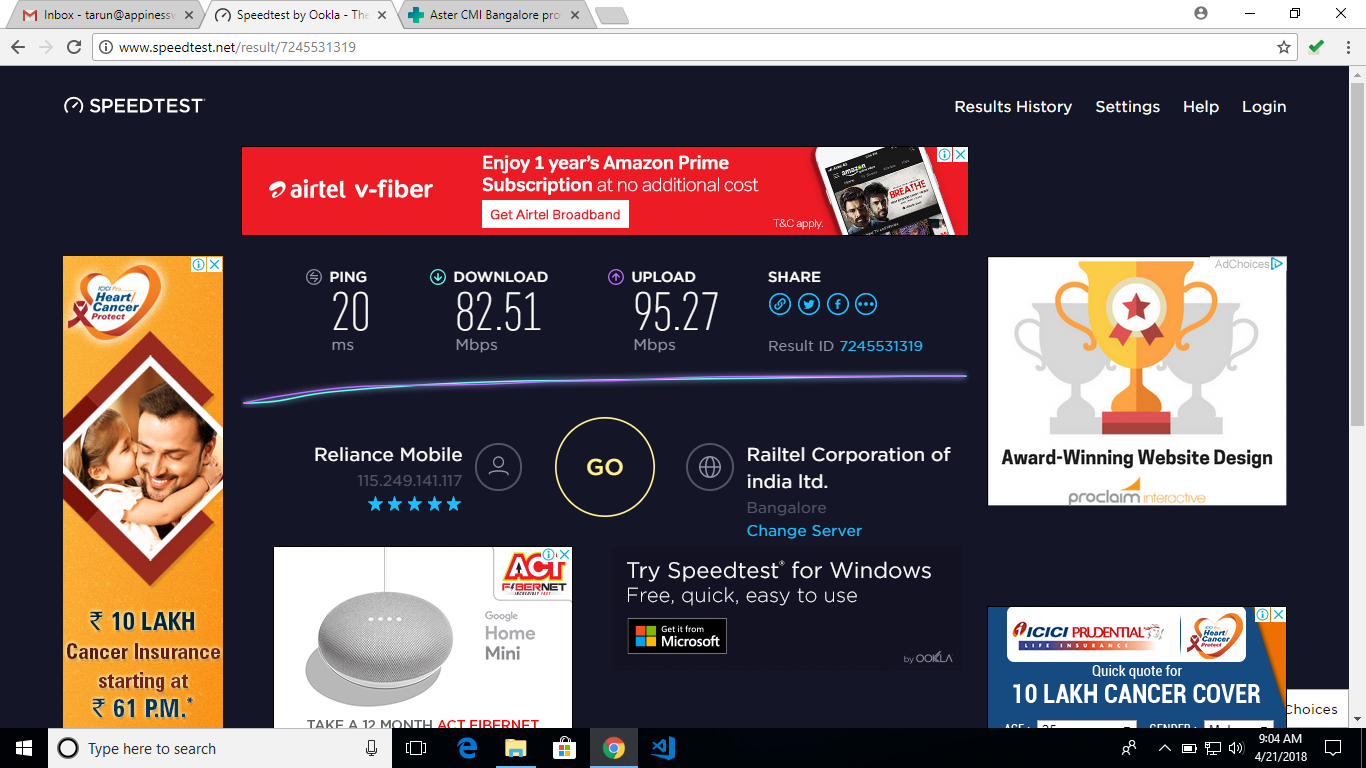 Inbox - tarun@appinessw
Speedtest by Ookla - The
Aster CMI Bangalore pro
www.speedtest.net/result/7245531319
SPEEDTEST
Results History Settings Help Login
airtel v-fiber
Enjoy 1 year's Amazon Prime
Subscription at no additional cost
Get Airtel Broadband
T&C apply.
amazon
BREATHE
ICICI Pru
Heart/
Cancer
Protect
₹ 10 LAKH
Cancer Insurance
starting at
₹ 61 P.M.*
PING
20
ms
DOWNLOAD
82.51
Mbps
UPLOAD
95.27
Mbps
SHARE
Result ID 7245531319
AdChoices
Award-Winning Website Design
proclaim interactive
Reliance Mobile
115.249.141.117
GO
Railtel Corporation of
india ltd.
Bangalore
Change Server
ACT
FIBERNET
INCREDIBLY FAST
Google
Home
Mini
TAKE A 12 MONTH ACT FIBERNET
Try Speedtest® for Windows
Free, quick, easy to use
Get it from
Microsoft
by OOKLA
ICICI PRUDENTIAL
LIFE INSURANCE
Heart/
Cancer
Protect
Quick quote for
10 LAKH CANCER COVER
AGE : 35 GENDER : Male
Choices
Type here to search
9:04 AM
4/21/2018